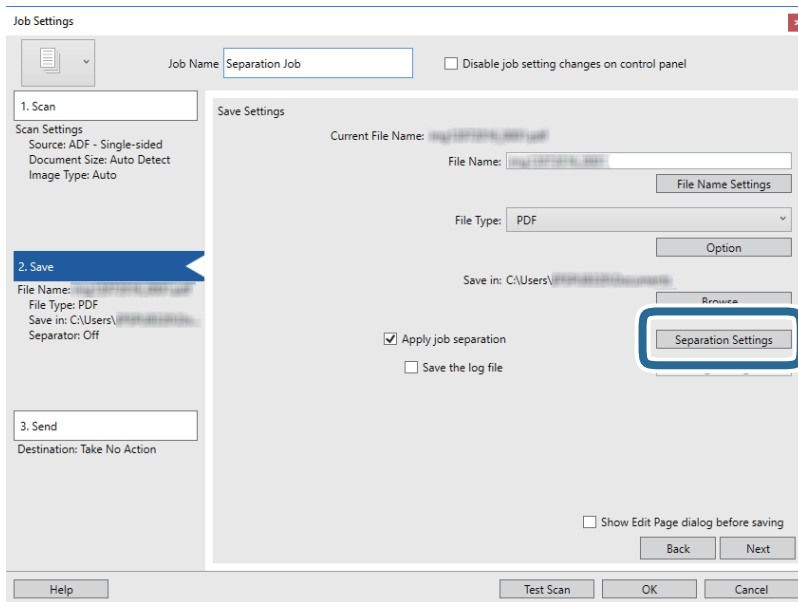 Job Settings
Job Name Separation Job
Disable job setting changes on control panel
1. Scan
Scan Settings
Source: ADF - Single-sided
Document Size: Auto Detect
Image Type: Auto
2. Save
File Name:
File Type: PDF
Save in: C:\Users\
Separator: Off
3. Send
Destination: Take No Action
Save Settings
Current File Name:
File Name:
File Name Settings
File Type: PDF
Option
Save in: C:\Users\
Browse
Apply job separation
Separation Settings
Save the log file
Show Edit Page dialog before saving
Back Next
Help Test Scan OK Cancel